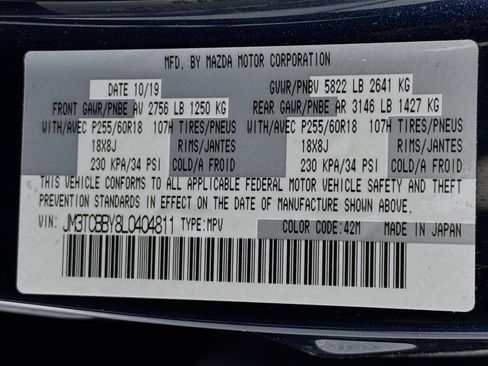 MFD. BY MAZDA MOTOR CORPORATION
DATE 10/19 GVWR/PNBV 5822 LB 2641 KG
FRONT GAWR/PNBE AV 2756 LB 1250 KG REAR GAWR/PNBE AR 3146 LB 1427 KG
WITH/AVEC P255/60R18 107H TIRES/PNEUS WITH/AVEC P255/60R18 107H TIRES/PNEUS
18X8J RIMS/JANTES 18X8J RIMS/JANTES
230 KPA/34 PSI COLD/A FROID 230 KPA/34 PSI COLD/A FROID
THIS VEHICLE CONFORMS TO ALL APPLICABLE FEDERAL MOTOR VEHICLE SAFETY AND THEFT
PREVENTION STANDARDS IN EFFECT ON THE DATE OF MANUFACTURE SHOWN ABOVE.
VIN: JM3TCBBY8L0404811 TYPE: MPV COLOR CODE: 42M MADE IN JAPAN